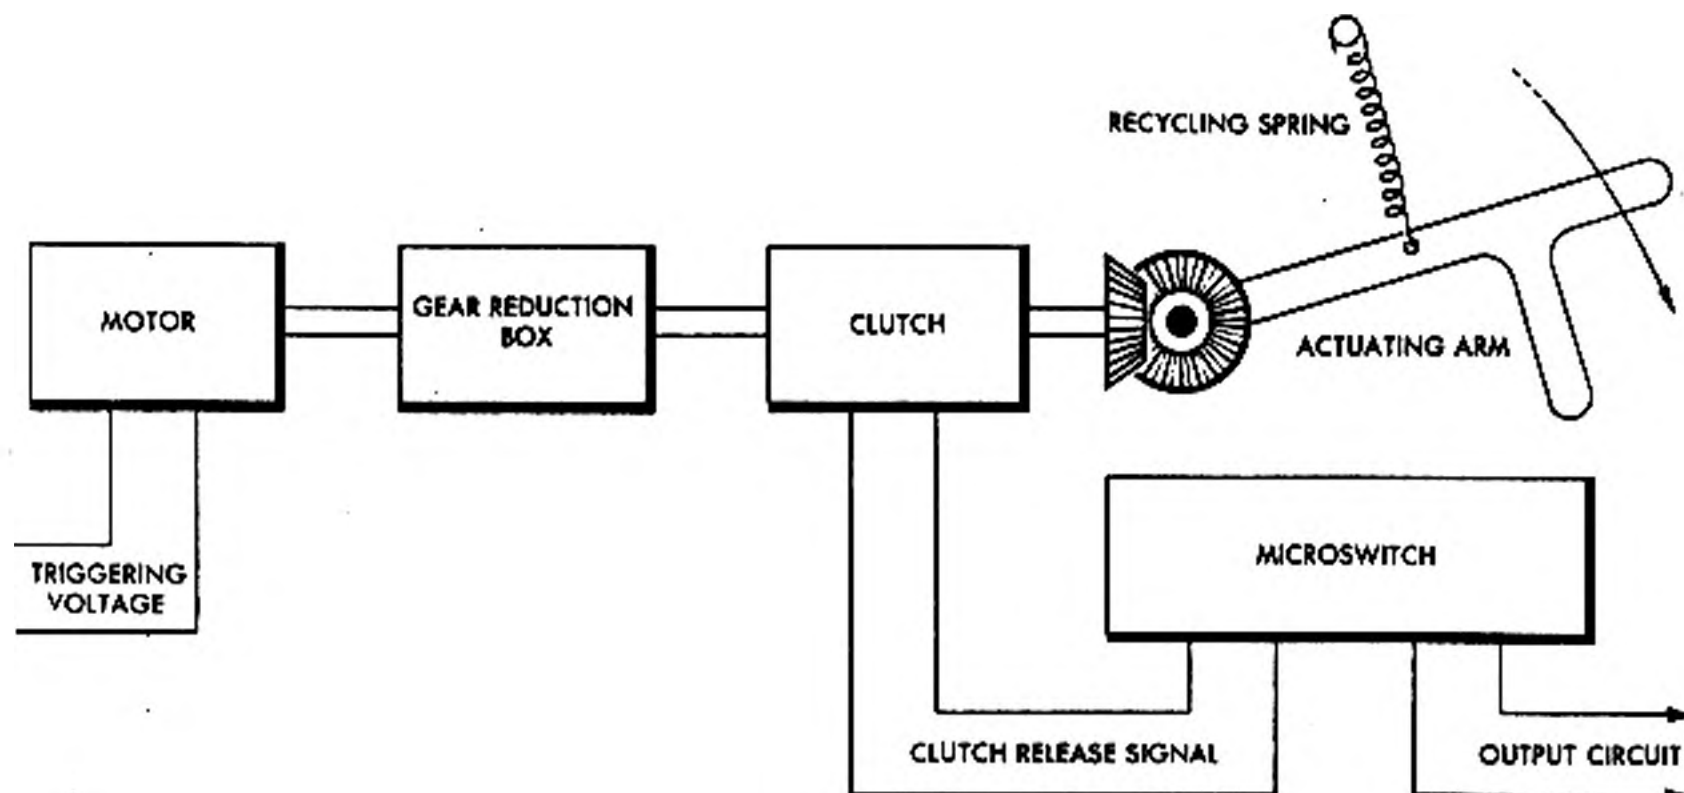 RECYCLING SPRING
MOTOR
GEAR REDUCTION
BOX
CLUTCH
ACTUATING ARM
MICROSWITCH
TRIGGERING
VOLTAGE
CLUTCH RELEASE SIGNAL
OUTPUT CIRCUIT